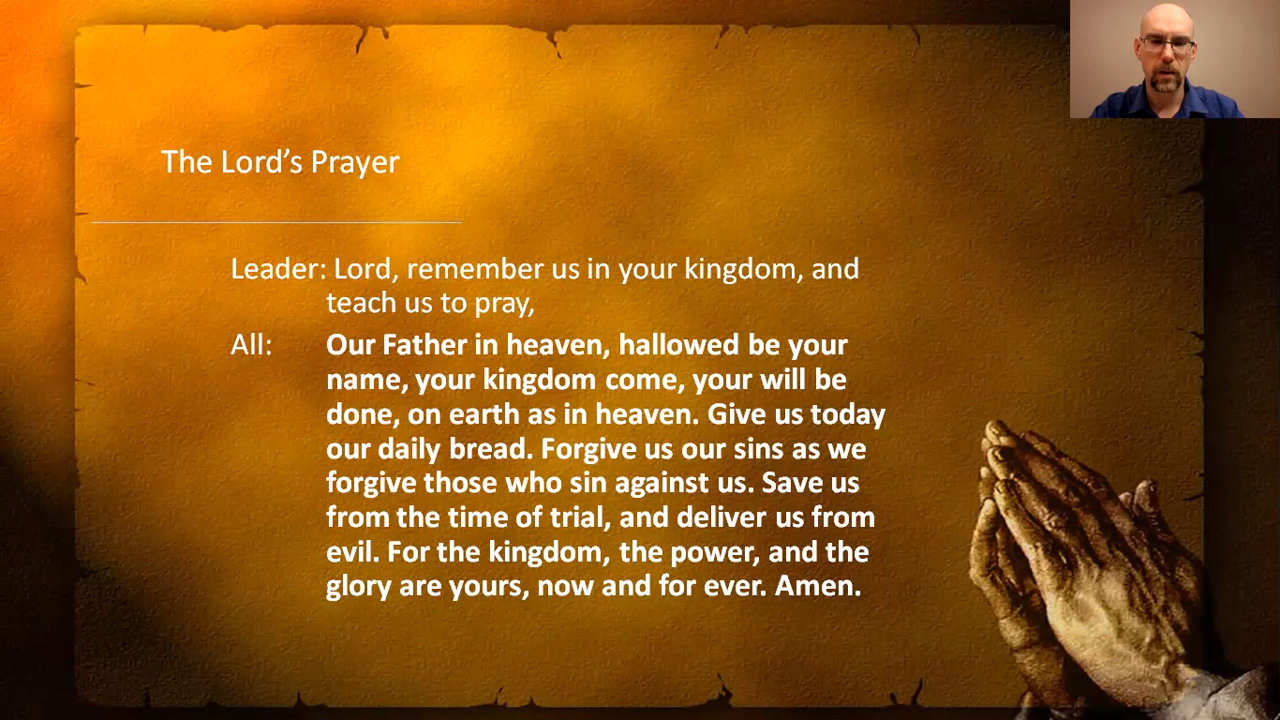 The Lord’s Prayer
Leader: Lord, remember us in your kingdom, and
teach us to pray,
All: Our Father in heaven, hallowed be your
name, your kingdom come, your will be
done, on earth as in heaven. Give us today
our daily bread. Forgive us our sins as we
forgive those who sin against us. Save us
from the time of trial, and deliver us from
evil. For the kingdom, the power, and the
glory are yours, now and for ever. Amen.